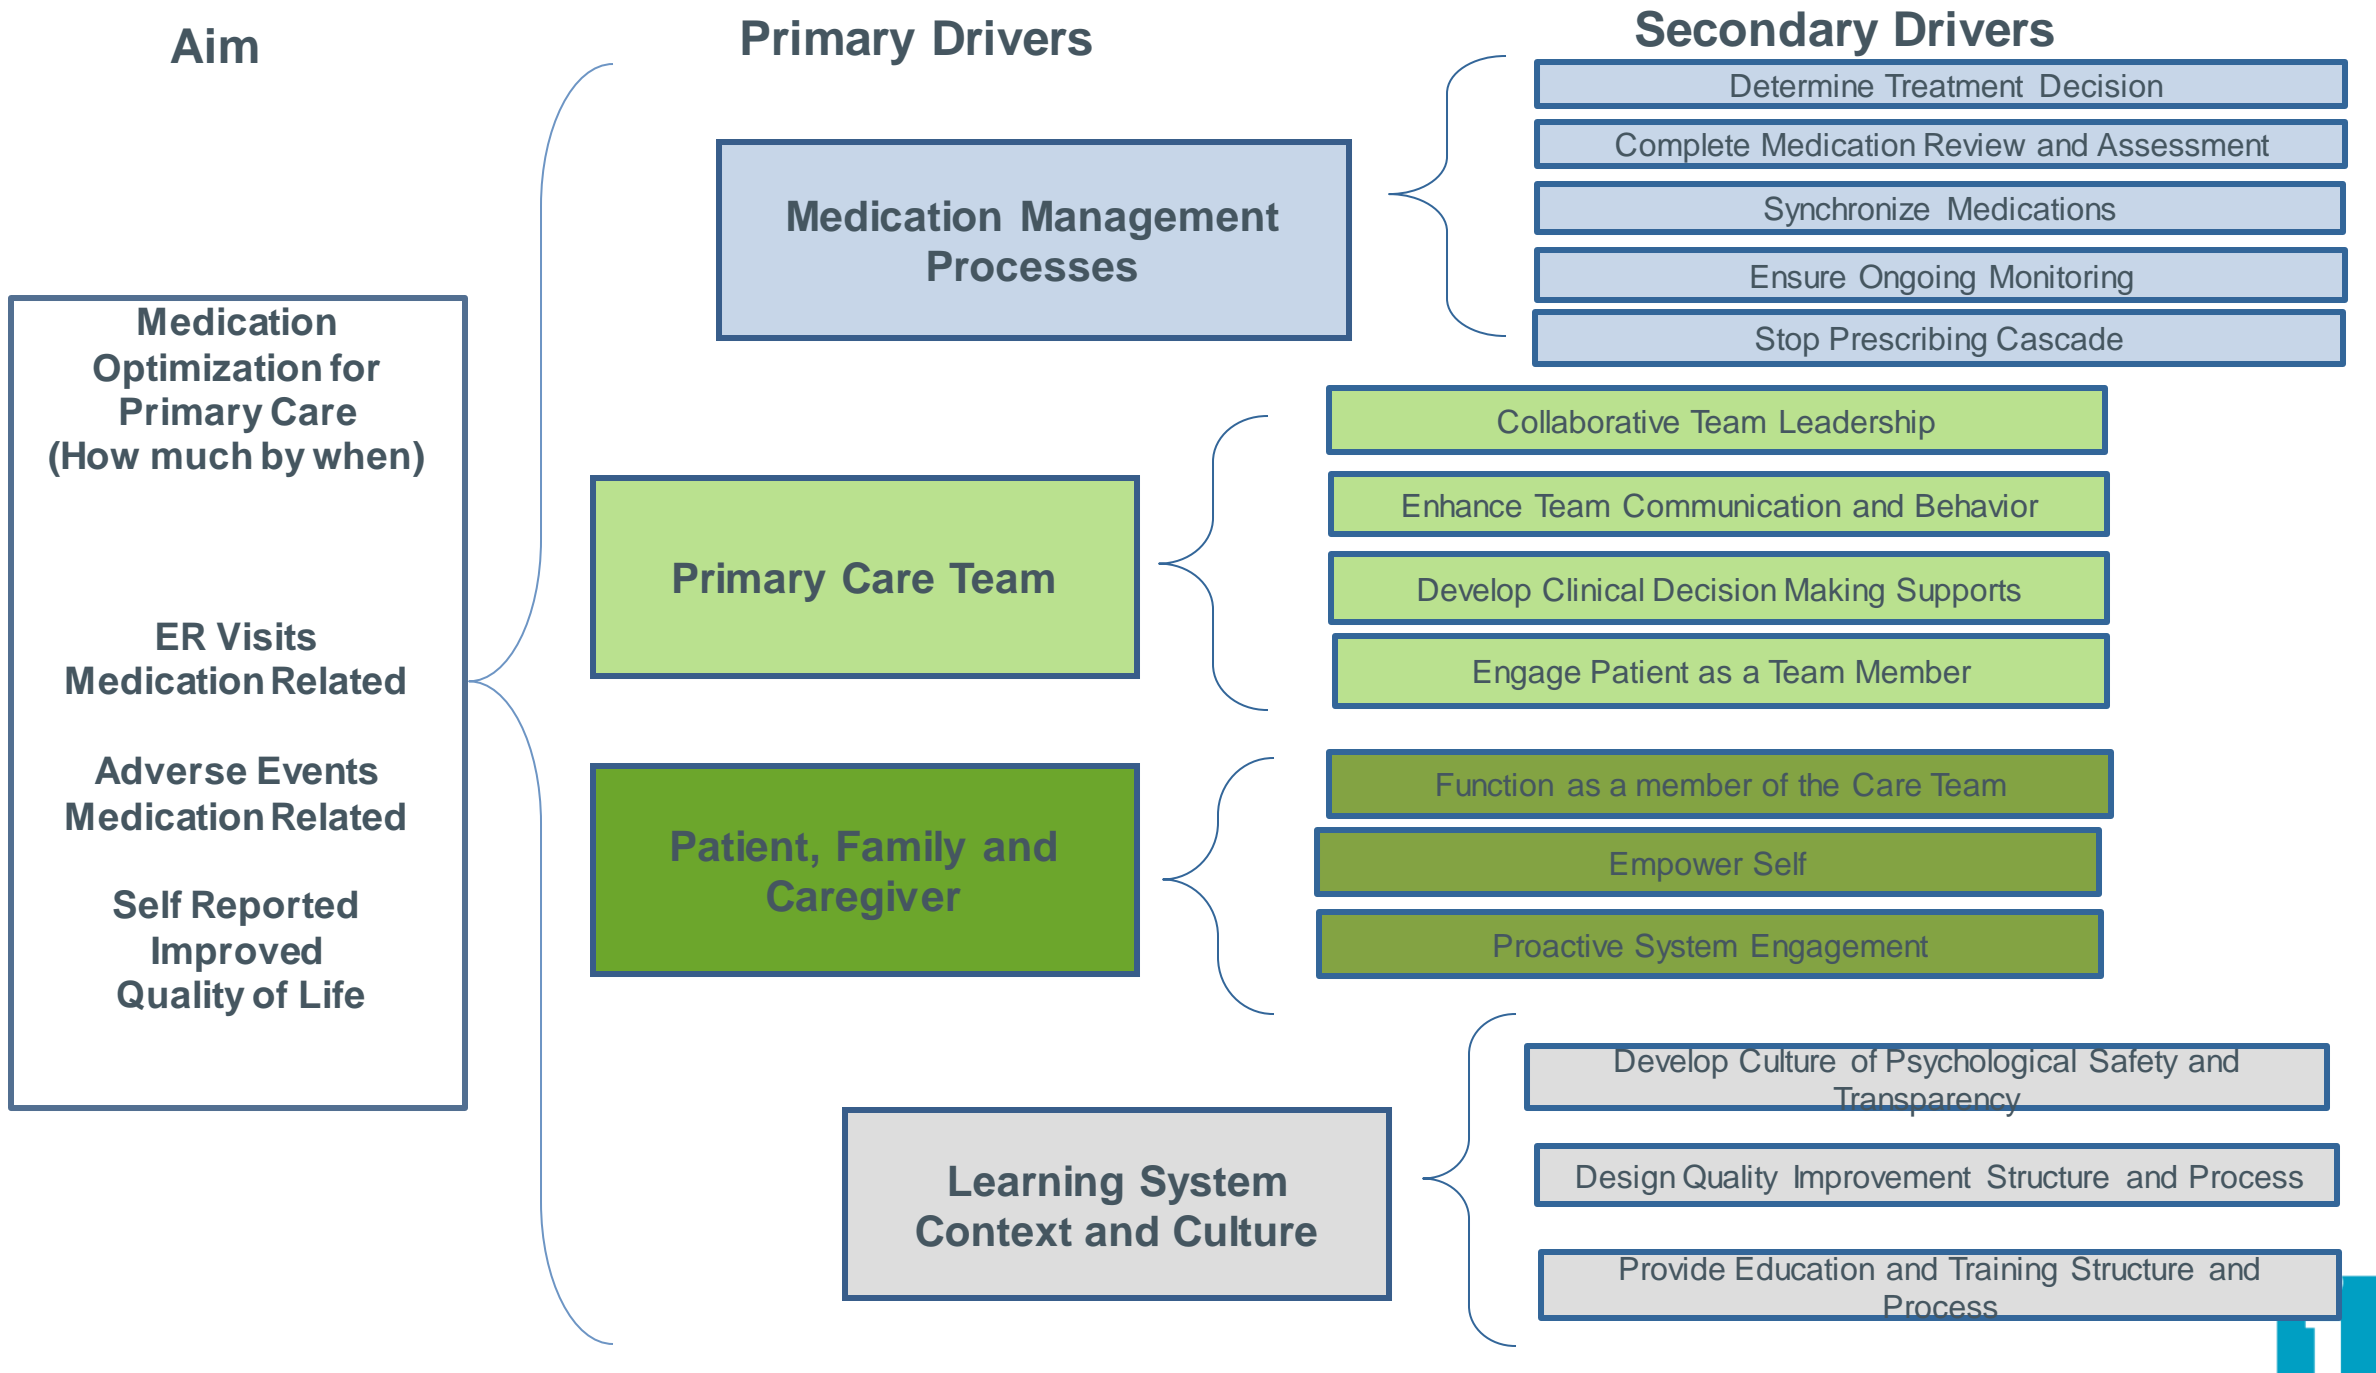 Aim
Primary Drivers
Secondary Drivers
Medication
Optimization for
Primary Care
(How much by when)
ER Visits
Medication Related
Adverse Events
Medication Related
Self Reported
Improved
Quality of Life
Medication Management
Processes
Determine Treatment Decision
Complete Medication Review and Assessment
Synchronize Medications
Ensure Ongoing Monitoring
Stop Prescribing Cascade
Primary Care Team
Collaborative Team Leadership
Enhance Team Communication and Behavior
Develop Clinical Decision Making Supports
Engage Patient as a Team Member
Patient, Family and
Caregiver
Function as a member of the Care Team
Empower Self
Proactive System Engagement
Learning System
Context and Culture
Develop Culture of Psychological Safety and
Transparency
Design Quality Improvement Structure and Process
Provide Education and Training Structure and
Process